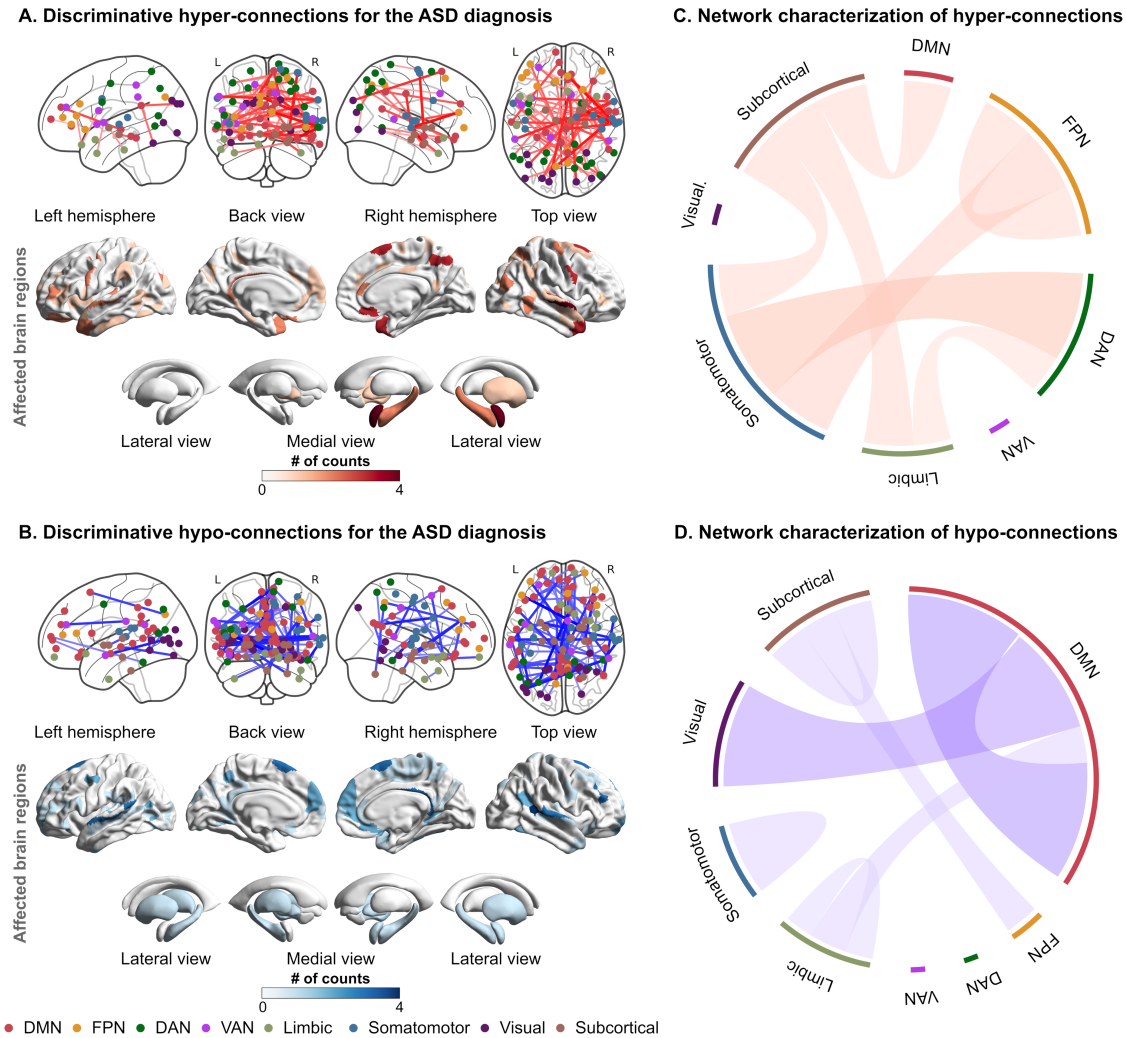 A. Discriminative hyper-connections for the ASD diagnosis
L R L R
Left hemisphere Back view Right hemisphere Top view
Affected brain regions
Lateral view Medial view Lateral view
# of counts
0 4
C. Network characterization of hyper-connections
DMN
FPN
DAN
VAN
Limbic
Somatomotor
Visual.
Subcortical
B. Discriminative hypo-connections for the ASD diagnosis
L R L R
Left hemisphere Back view Right hemisphere Top view
Affected brain regions
Lateral view Medial view Lateral view
# of counts
0 4
D. Network characterization of hypo-connections
DMN
FPN
DAN
VAN
Limbic
Somatomotor
Visual
Subcortical
DMN FPN DAN VAN Limbic Somatomotor Visual Subcortical